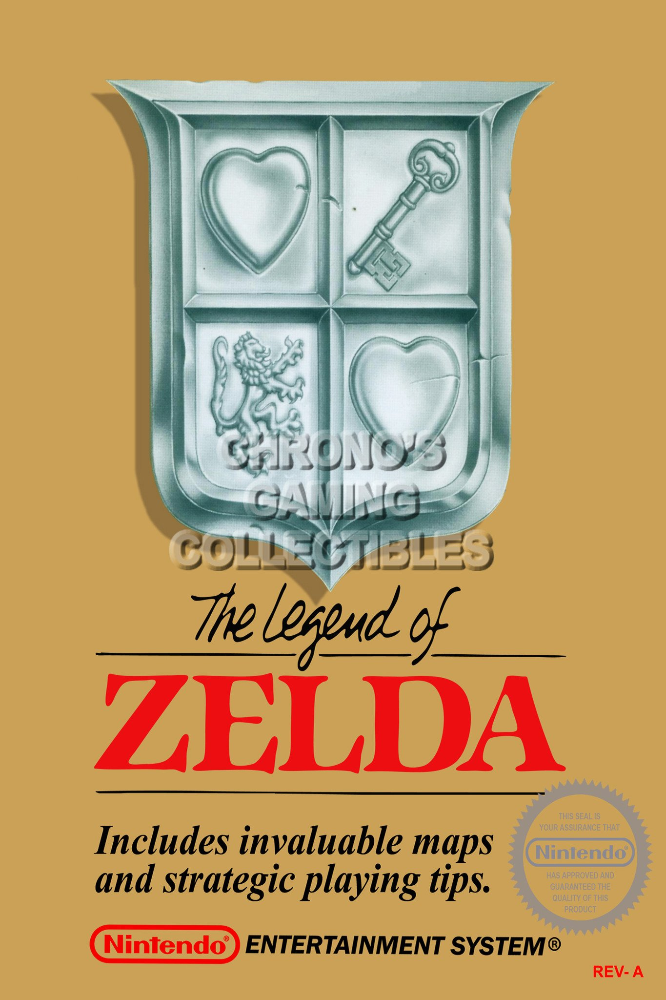 CHRONO'S
GAMING
COLLECTIBLES
The Legend of
ZELDA
Includes invaluable maps
and strategic playing tips.
THIS SEAL IS
YOUR ASSURANCE THAT
Nintendo®
HAS APPROVED AND
GUARANTEED THE
QUALITY OF THIS
PRODUCT
Nintendo® ENTERTAINMENT SYSTEM®
REV- A